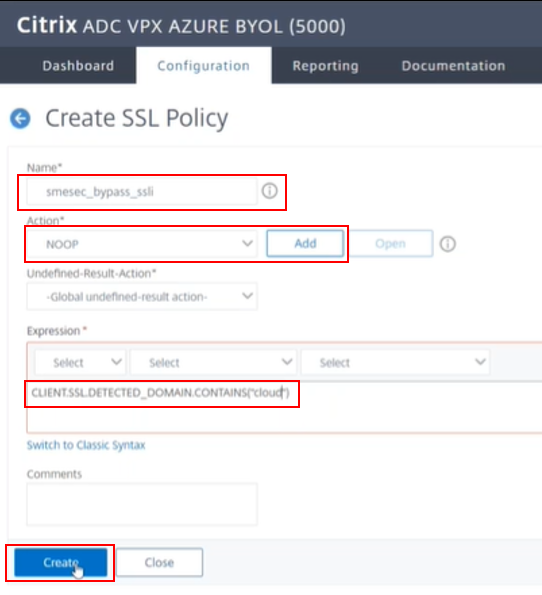 Citrix ADC VPX AZURE BYOL (5000)
Dashboard Configuration Reporting Documentation
Create SSL Policy
Name*
smesec_bypass_ssli
Action*
NOOP Add Open
Undefined-Result-Action*
-Global undefined-result action-
Expression *
Select Select Select
CLIENT.SSL.DETECTED_DOMAIN.CONTAINS("cloud")
Switch to Classic Syntax
Comments
Create Close